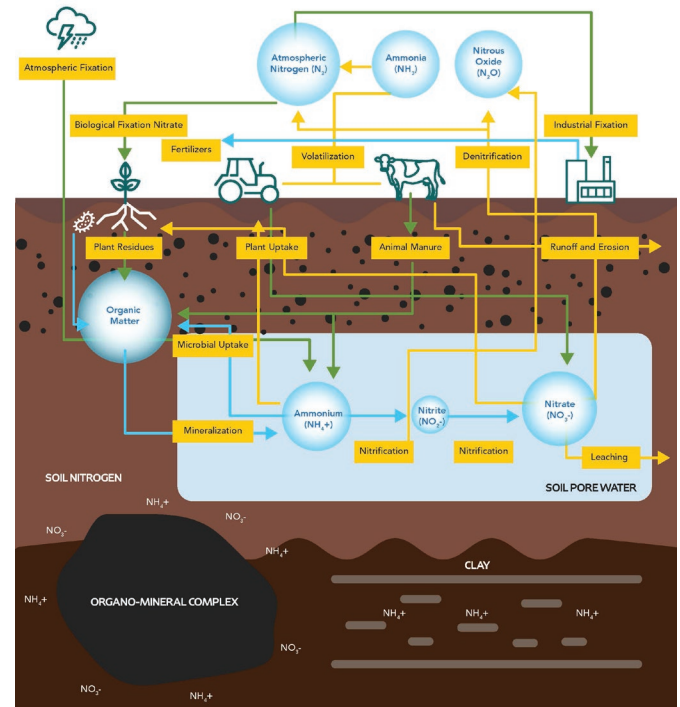 Atmospheric
Nitrogen (N₂)
Ammonia
(NH₃)
Nitrous
Oxide
(N₂O)
Atmospheric Fixation
Biological Fixation Nitrate
Industrial Fixation
Fertilizers
Volatilization
Denitrification
Plant Residues
Plant Uptake
Animal Manure
Runoff and Erosion
Organic
Matter
Microbial Uptake
Ammonium
(NH₄+)
Nitrite
(NO₂-)
Nitrate
(NO₃-)
Mineralization
Nitrification
Nitrification
Leaching
SOIL NITROGEN
SOIL PORE WATER
NH₄+
NO₃-
NO₃-
NH₄+
CLAY
NH₄+
ORGANO-MINERAL COMPLEX
NH₄+
NH₄+
NH₄+
NO₃-
NO₃-
NH₄+